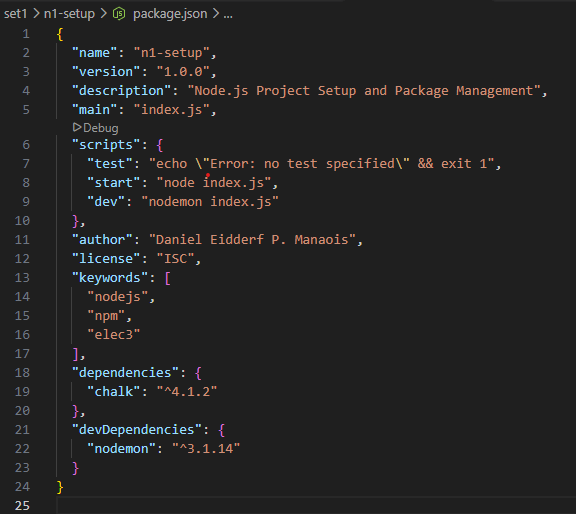 set1 > n1-setup > package.json > ...
1 {
2 "name": "n1-setup",
3 "version": "1.0.0",
4 "description": "Node.js Project Setup and Package Management",
5 "main": "index.js",
Debug
6 "scripts": {
7 "test": "echo \"Error: no test specified\" && exit 1",
8 "start": "node index.js",
9 "dev": "nodemon index.js"
10 },
11 "author": "Daniel Eidderf P. Manaois",
12 "license": "ISC",
13 "keywords": [
14 "nodejs",
15 "npm",
16 "elec3"
17 ],
18 "dependencies": {
19 "chalk": "^4.1.2"
20 },
21 "devDependencies": {
22 "nodemon": "^3.1.14"
23 }
24 }
25